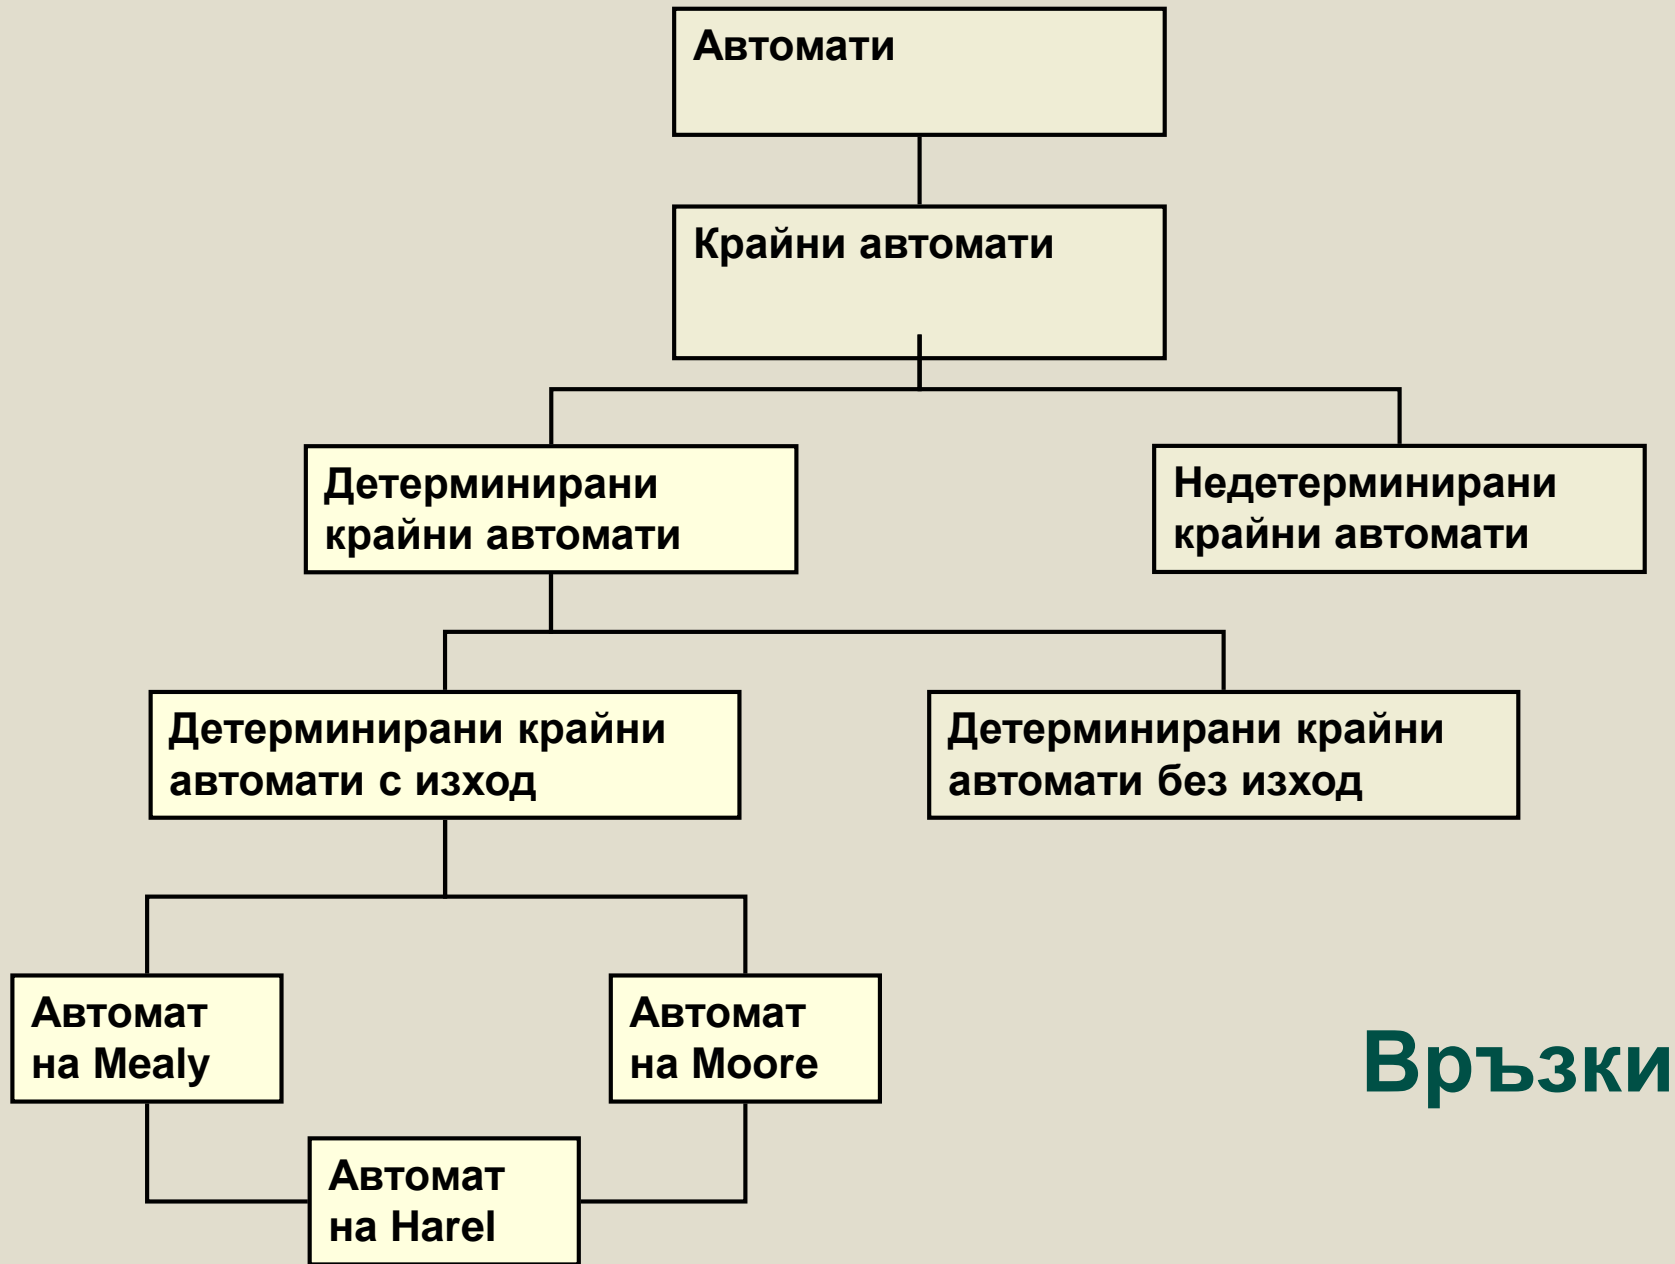 Автомати
Крайни автомати
Детерминирани
крайни автомати
Недетерминирани
крайни автомати
Детерминирани крайни
автомати с изход
Детерминирани крайни
автомати без изход
Автомат
на Mealy
Автомат
на Moore
Връзки
Автомат
на Harel